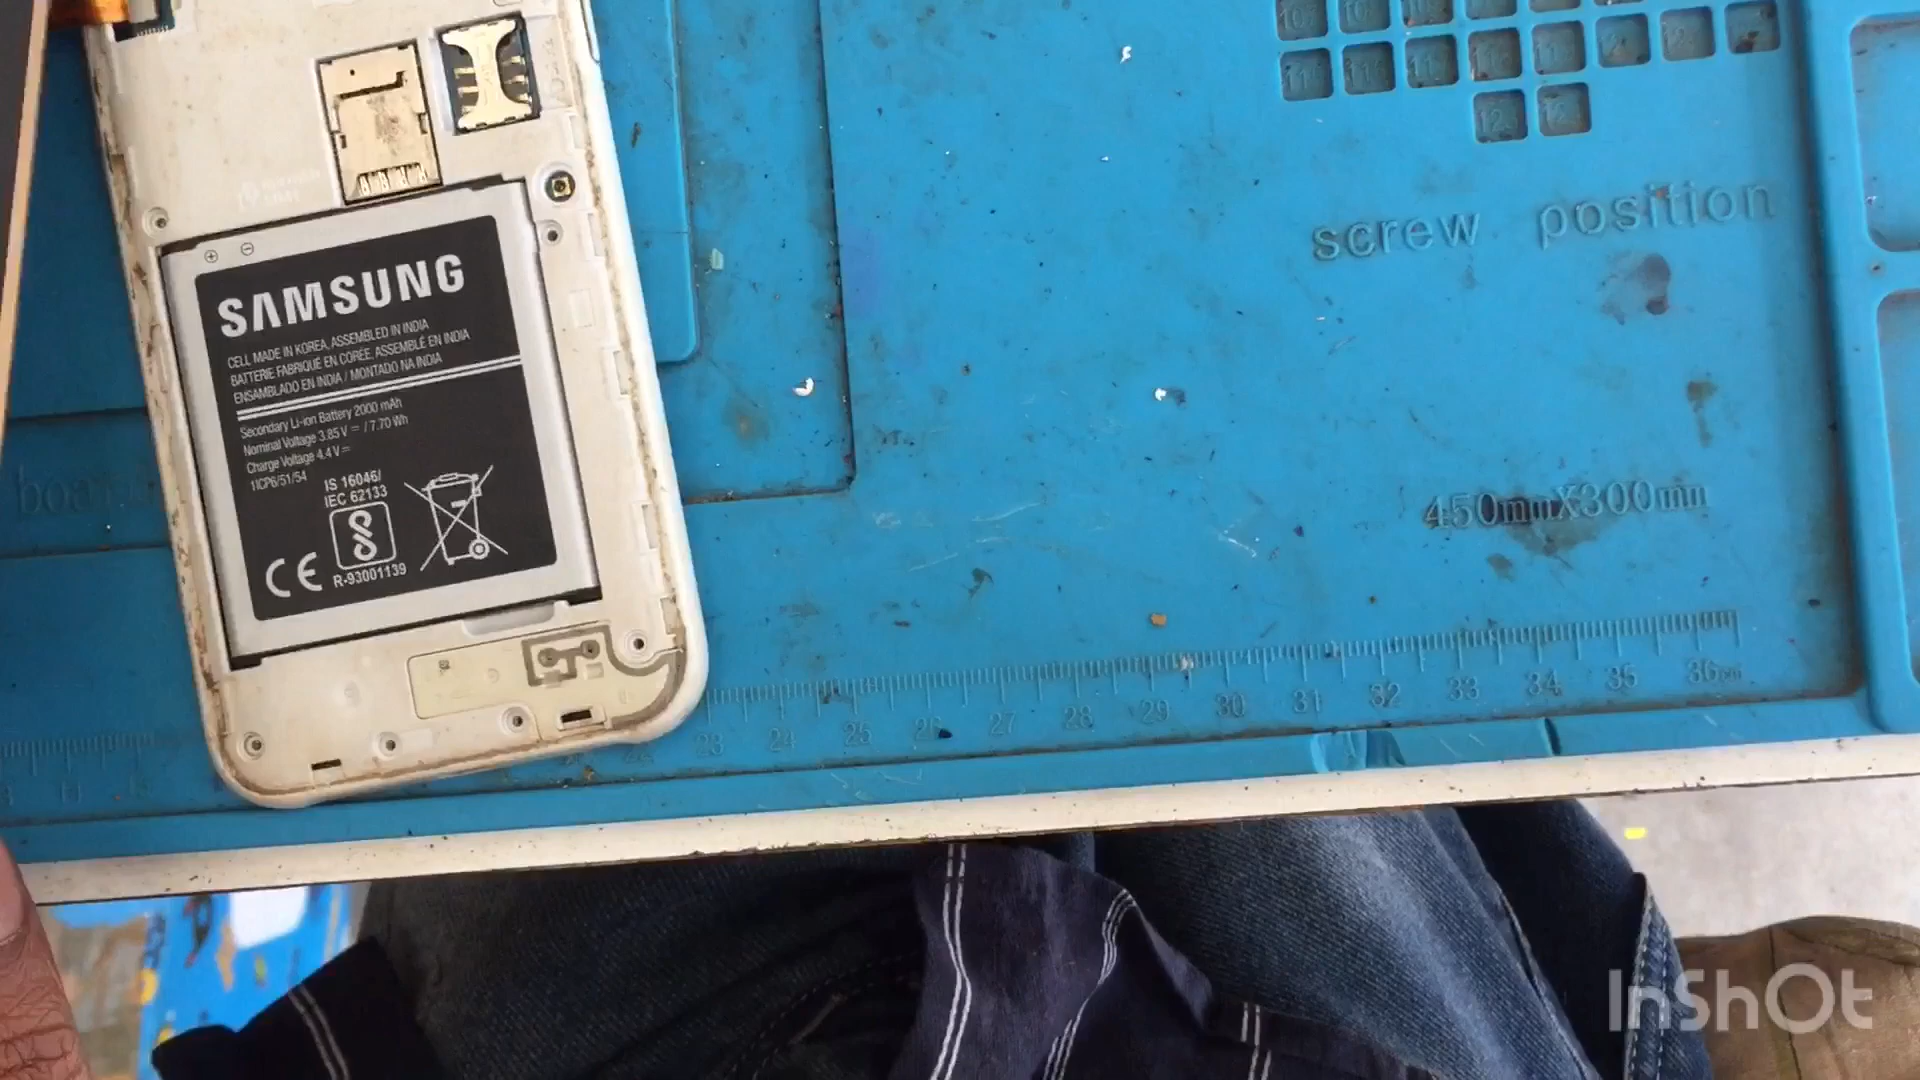 SAMSUNG
CELL MADE IN KOREA, ASSEMBLED IN INDIA
BATTERIE FABRIQUÉ EN CORÉE, ASSEMBLÉ EN INDIA
ENSAMBLADO EN INDIA / MONTADO NA INDIA
Secondary Li-ion Battery 2000 mAh
Nominal Voltage 3.85 V = / 7.70 Wh
Charge Voltage 4.4 V =
1ICP6/51/54
IS 16046/
IEC 62133
CE
R-93001139
screw position
450mmX300mm
23 24 25 26 27 28 29 30 31 32 33 34 35 36cm
InShOt